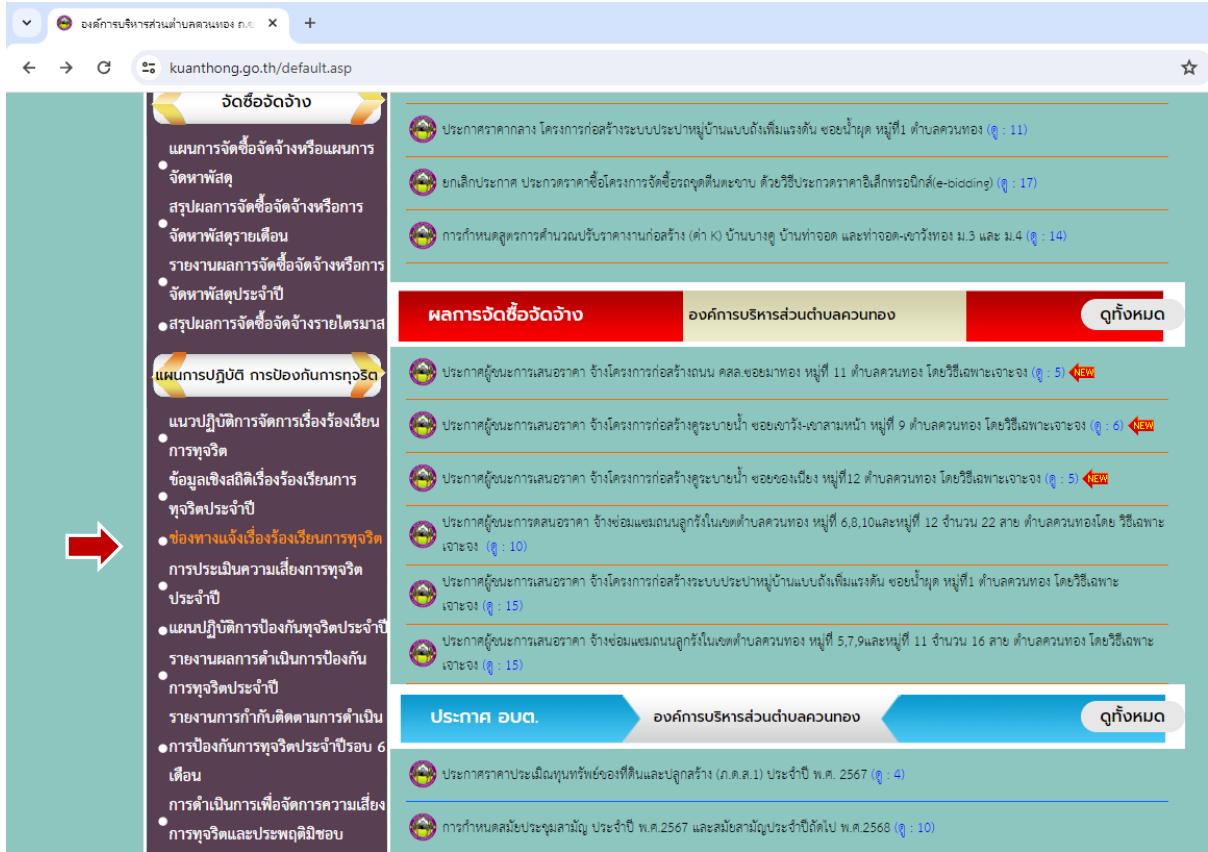 องค์การบริหารส่วนตำบลควนทอง
kuanthong.go.th/default.asp
จัดซื้อจัดจ้าง
แผนการจัดซื้อจัดจ้างหรือแผนการ
จัดหาพัสดุ
สรุปผลการจัดซื้อจัดจ้างหรือการ
จัดหาพัสดุรายเดือน
รายงานผลการจัดซื้อจัดจ้างหรือการ
จัดหาพัสดุประจำปี
สรุปผลการจัดซื้อจัดจ้างรายไตรมาส
แผนการปฏิบัติ การป้องกันการทุจริต
แนวปฏิบัติการจัดการเรื่องร้องเรียน
การทุจริต
ข้อมูลเชิงสถิติเรื่องร้องเรียนการ
ทุจริตประจำปี
ช่องทางแจ้งเรื่องร้องเรียนการทุจริต
การประเมินความเสี่ยงการทุจริต
ประจำปี
แผนปฏิบัติการป้องกันทุจริตประจำปี
รายงานผลการดำเนินการป้องกัน
การทุจริตประจำปี
รายงานการกำกับติดตามการดำเนิน
การป้องกันการทุจริตประจำปีรอบ 6
เดือน
การดำเนินการเพื่อจัดการความเสี่ยง
การทุจริตและประพฤติมิชอบ
ประกาศราคากลาง โครงการก่อสร้างระบบประปาหมู่บ้านแบบถังเพิ่มแรงดัน ซอยน้ำผุด หมู่ที่1 ตำบลควนทอง (ดู : 11)
ยกเลิกประกาศ ประกวดราคาซื้อโครงการจัดซื้อรถขุดตีนตะขาบ ด้วยวิธีประกวดราคาอิเล็กทรอนิกส์(e-bidding) (ดู : 17)
การกำหนดสูตรการคำนวณปรับราคางานก่อสร้าง (ค่า K) บ้านบางคู บ้านท่าจอด และท่าจอด-เขาวังทอง ม.3 และ ม.4 (ดู : 14)
ผลการจัดซื้อจัดจ้าง องค์การบริหารส่วนตำบลควนทอง ดูทั้งหมด
ประกาศผู้ชนะการเสนอราคา จ้างโครงการก่อสร้างถนน คสล.ซอยมาทอง หมู่ที่ 11 ตำบลควนทอง โดยวิธีเฉพาะเจาะจง (ดู : 5) NEW
ประกาศผู้ชนะการเสนอราคา จ้างโครงการก่อสร้างคูระบายน้ำ ซอยเขาวัง-เขาสามหน้า หมู่ที่ 9 ตำบลควนทอง โดยวิธีเฉพาะเจาะจง (ดู : 6) NEW
ประกาศผู้ชนะการเสนอราคา จ้างโครงการก่อสร้างคูระบายน้ำ ซอยของเนียง หมู่ที่12 ตำบลควนทอง โดยวิธีเฉพาะเจาะจง (ดู : 5) NEW
ประกาศผู้ชนะการดสนอราคา จ้างซ่อมแซมถนนลูกรังในเขตตำบลควนทอง หมู่ที่ 6,8,10และหมู่ที่ 12 จำนวน 22 สาย ตำบลควนทองโดย วิธีเฉพาะ
เจาะจง (ดู : 10)
ประกาศผู้ชนะการเสนอราคา จ้างโครงการก่อสร้างระบบประปาหมู่บ้านแบบถังเพิ่มแรงดัน ซอยน้ำผุด หมู่ที่1 ตำบลควนทอง โดยวิธีเฉพาะ
เจาะจง (ดู : 15)
ประกาศผู้ชนะการเสนอราคา จ้างซ่อมแซมถนนลูกรังในเขตตำบลควนทอง หมู่ที่ 5,7,9และหมู่ที่ 11 จำนวน 16 สาย ตำบลควนทอง โดยวิธีเฉพาะ
เจาะจง (ดู : 15)
ประกาศ อบต. องค์การบริหารส่วนตำบลควนทอง ดูทั้งหมด
ประกาศราคาประเมินทุนทรัพย์ของที่ดินและปลูกสร้าง (ภ.ด.ส.1) ประจำปี พ.ศ. 2567 (ดู : 4)
การกำหนดสมัยประชุมสามัญ ประจำปี พ.ศ.2567 และสมัยสามัญประจำปีถัดไป พ.ศ.2568 (ดู : 10)